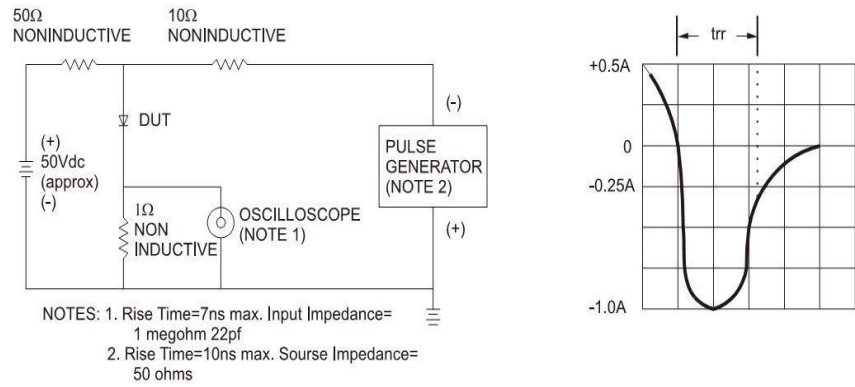 50Ω
NONINDUCTIVE
10Ω
NONINDUCTIVE
DUT
(+)
50Vdc
(approx)
(-)
1Ω
NON
INDUCTIVE
OSCILLOSCOPE
(NOTE 1)
(-)
PULSE
GENERATOR
(NOTE 2)
(+)
NOTES: 1. Rise Time=7ns max. Input Impedance=
1 megohm 22pf
2. Rise Time=10ns max. Sourse Impedance=
50 ohms
trr
+0.5A
0
-0.25A
-1.0A